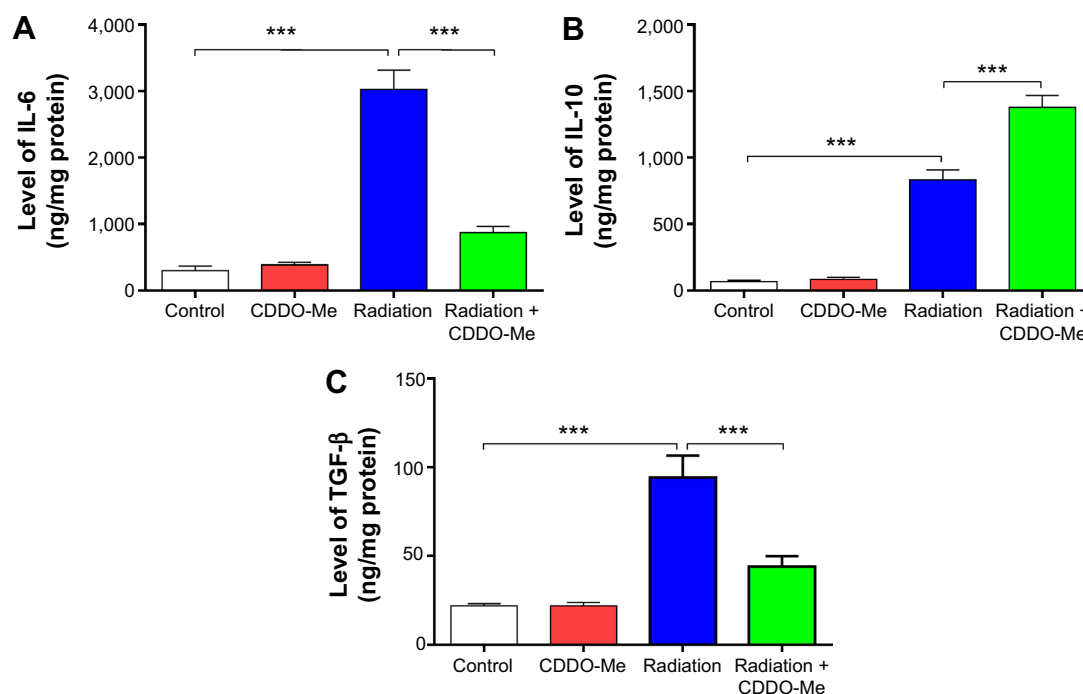 A
Level of IL-6
(ng/mg protein)
4,000
3,000
2,000
1,000
0
***
***
Control
CDDO-Me
Radiation
Radiation +
CDDO-Me
B
Level of IL-10
(ng/mg protein)
2,000
1,500
1,000
500
0
***
***
Control
CDDO-Me
Radiation
Radiation +
CDDO-Me
C
Level of TGF-β
(ng/mg protein)
150
100
50
0
***
***
Control
CDDO-Me
Radiation
Radiation +
CDDO-Me